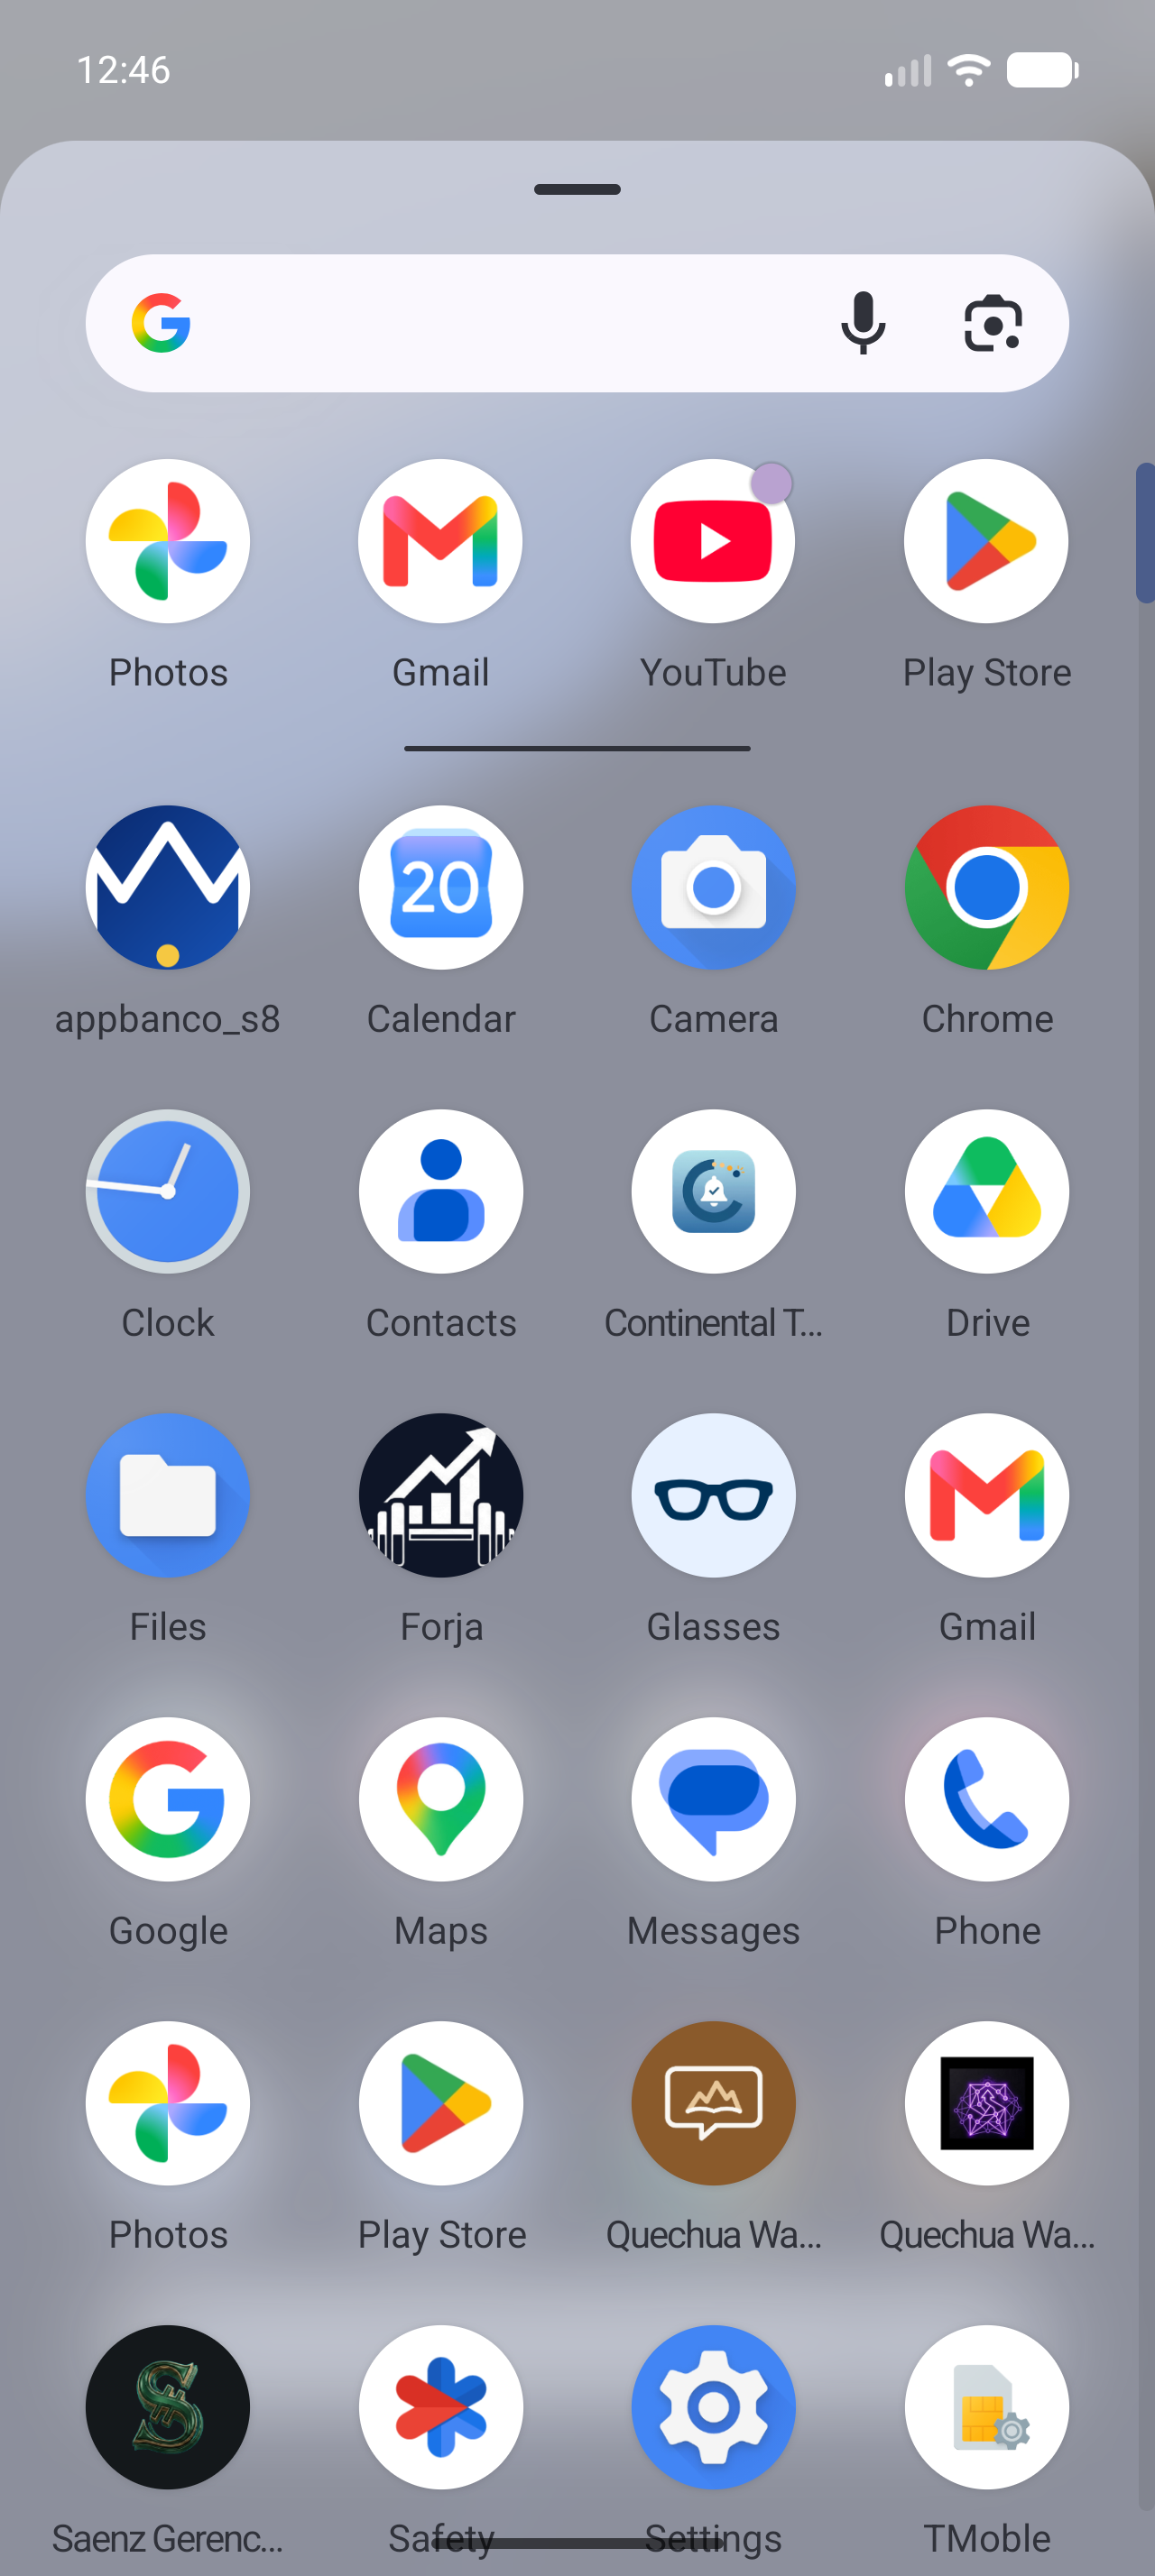 12:46
Photos
Gmail
YouTube
Play Store
appbanco_s8
20
Calendar
Camera
Chrome
Clock
Contacts
Continental T...
Drive
Files
Forja
Glasses
Gmail
Google
Maps
Messages
Phone
Photos
Play Store
Quechua Wa...
Quechua Wa...
Saenz Gerenc...
Safety
Settings
TMoble